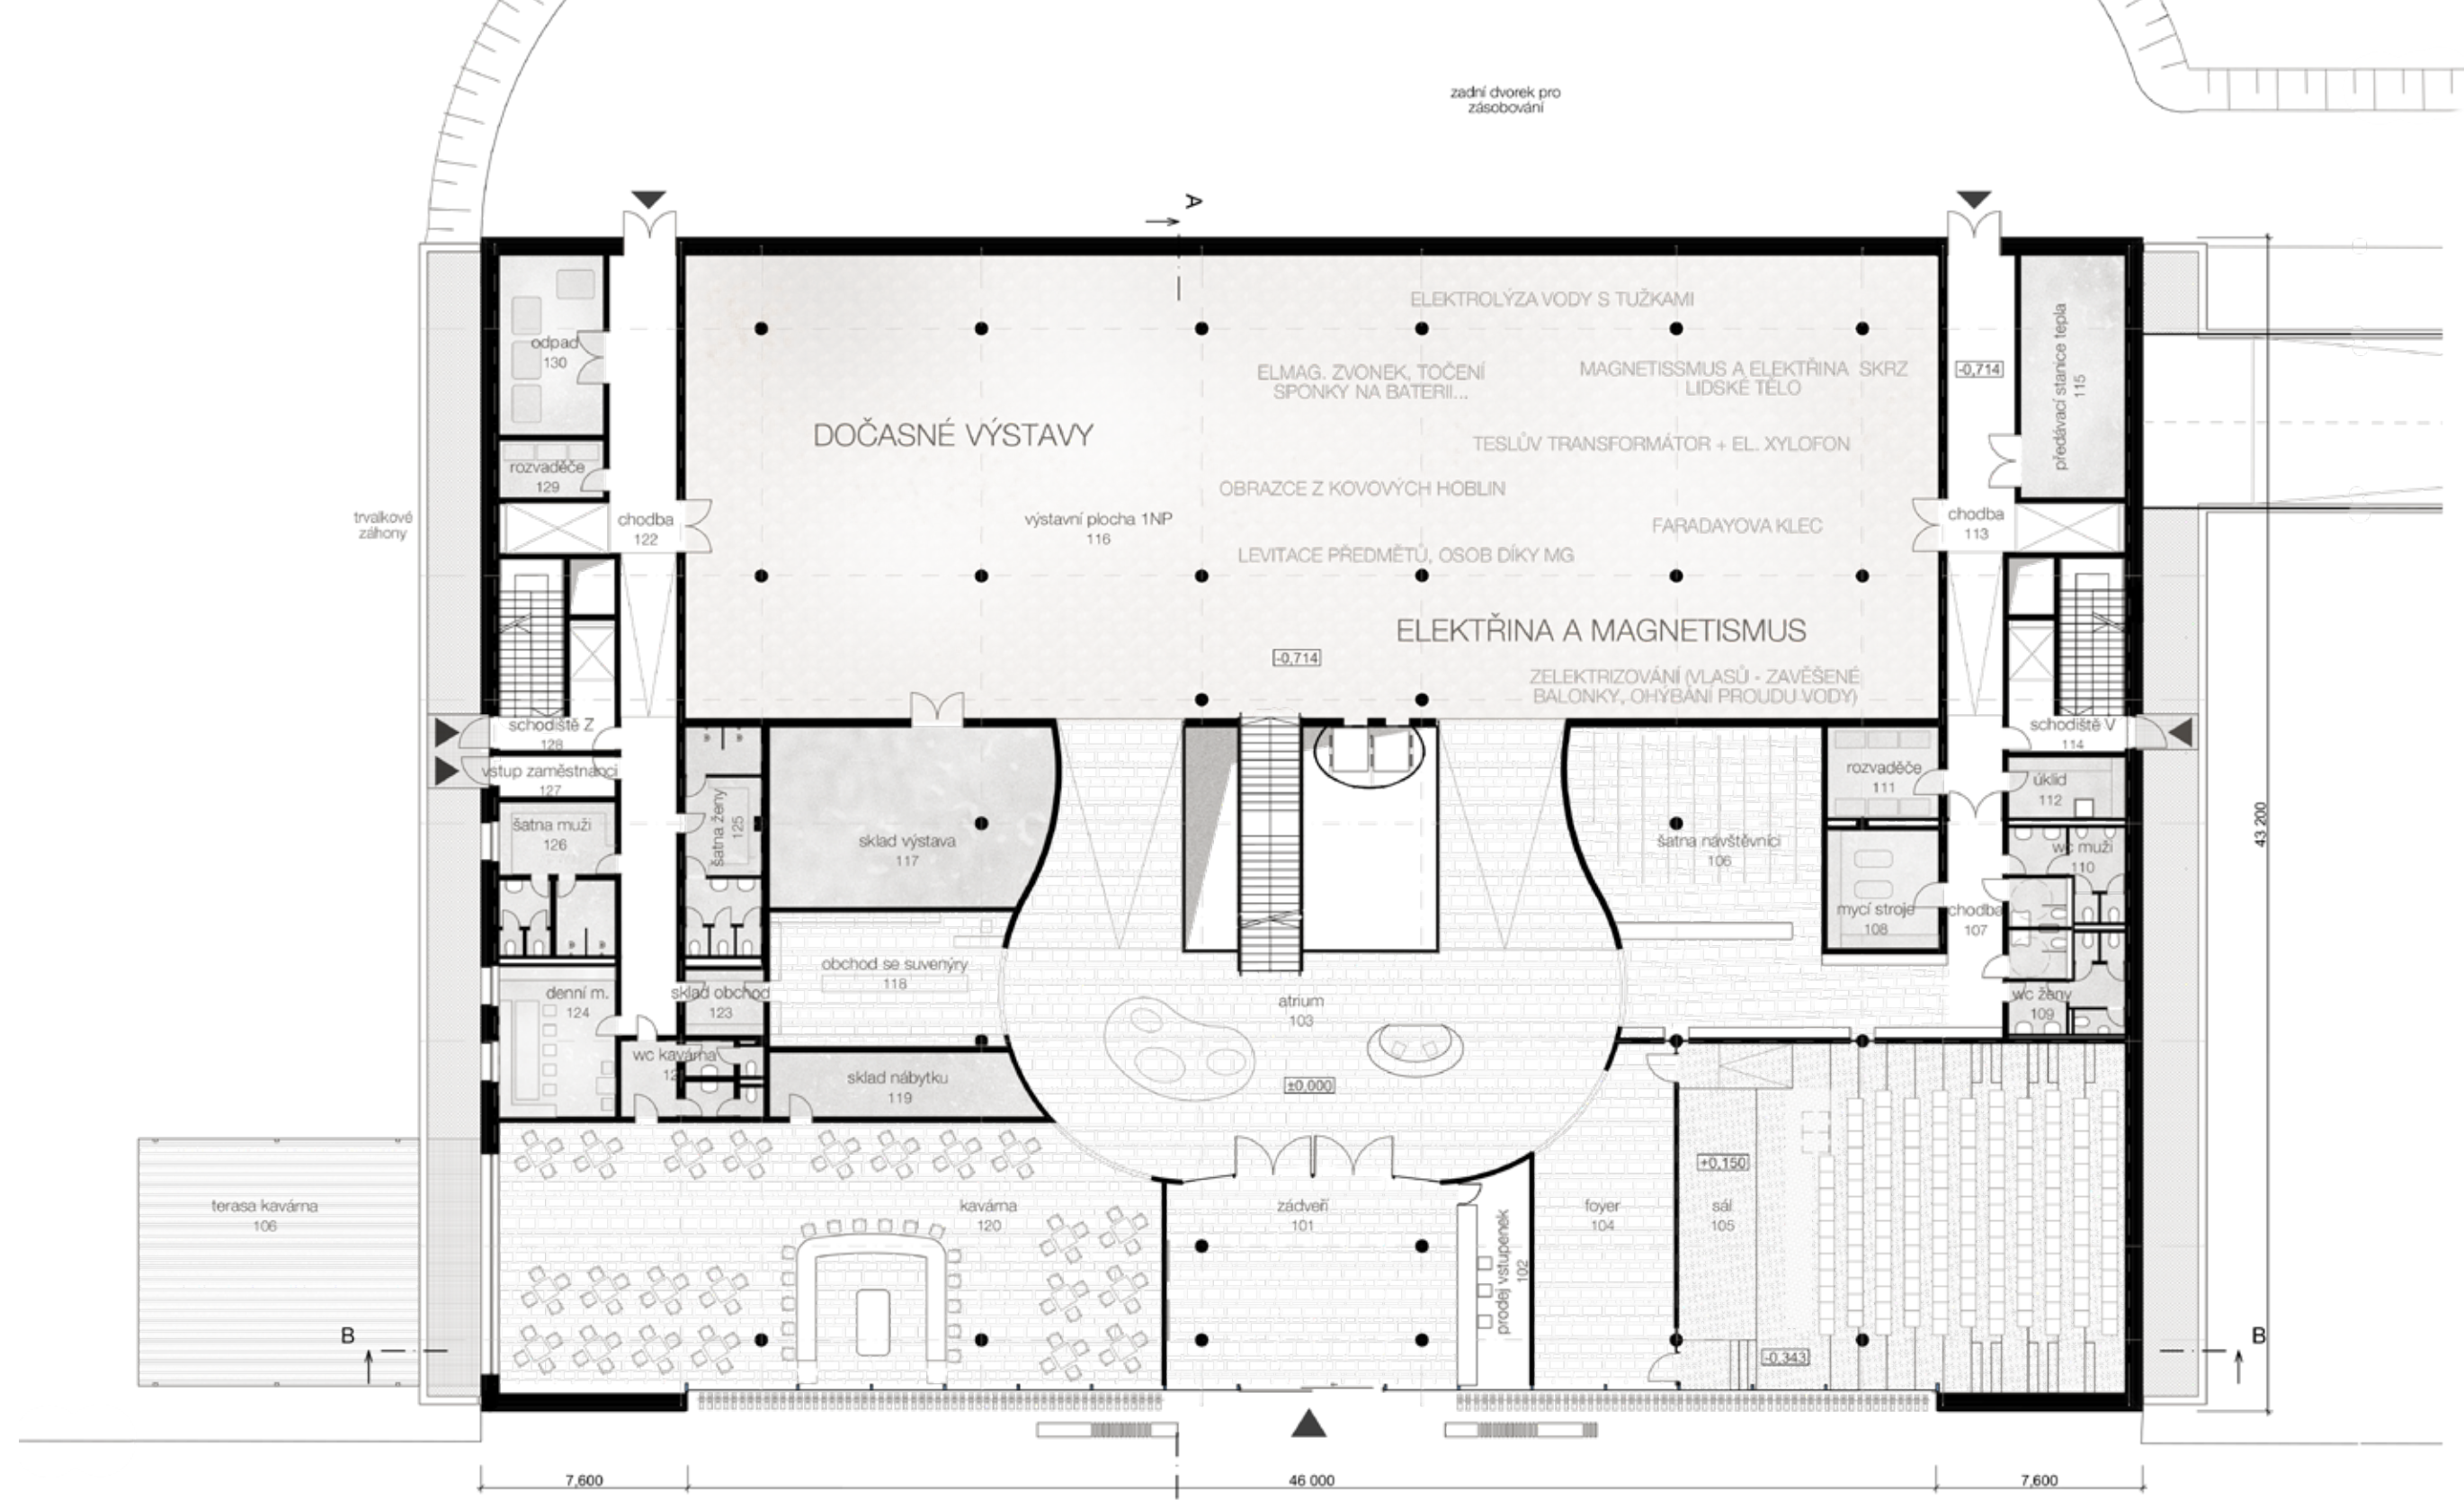 zadní dvorek pro
zásobování
A
ELEKTROLÝZA VODY S TUŽKAMI
odpad
130
ELMAG. ZVONEK, TOČENÍ
SPONKY NA BATERII...
MAGNETISSMUS A ELEKTŘINA SKRZ
LIDSKÉ TĚLO
-0,714
předávací stanice tepla
115
DOČASNÉ VÝSTAVY
TESLŮV TRANSFORMÁTOR + EL. XYLOFON
rozvaděče
129
OBRAZCE Z KOVOVÝCH HOBLIN
trvalkové
záhony
chodba
122
výstavní plocha 1NP
116
FARADAYOVA KLEC
chodba
113
LEVITACE PŘEDMĚTŮ, OSOB DÍKY MG
ELEKTŘINA A MAGNETISMUS
-0,714
ZELEKTRIZOVÁNÍ (VLASŮ - ZAVĚŠENÉ
BALONKY, OHÝBÁNÍ PROUDU VODY)
schodiště Z
128
schodiště V
114
vstup zaměstnanci
127
rozvaděče
111
úklid
112
šatna muži
126
šatna ženy
125
sklad výstava
117
šatna návštěvníci
106
wc muži
110
43 200
mycí stroje
108
chodba
107
obchod se suvenýry
118
denní m.
124
sklad obchod
123
atrium
103
wc ženy
109
wc kavárna
12
sklad nábytku
119
±0,000
+0,150
terasa kavárna
106
kavárna
120
zádveří
101
prodej vstupenek
102
foyer
104
sál
105
B
B
-0,343
7,600
46 000
7,600